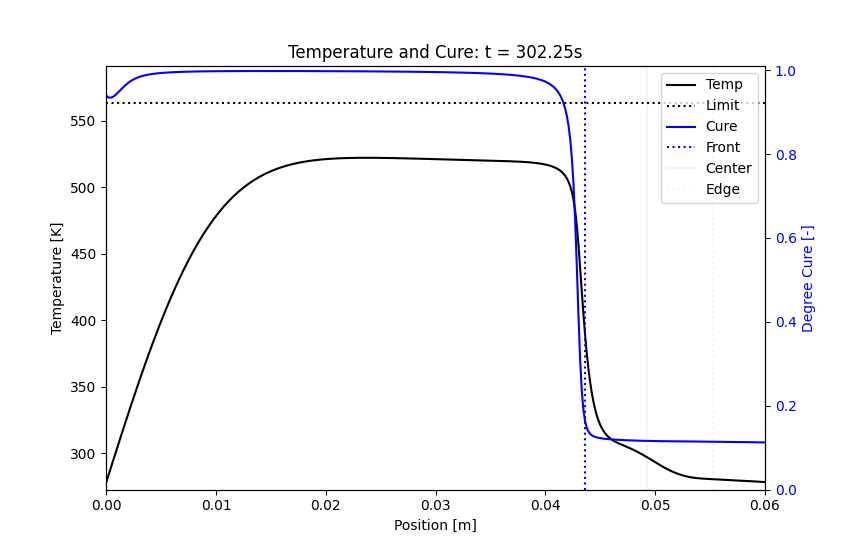 Temperature and Cure: t = 302.25s
Temp
Limit
Cure
Front
Center
Edge
Temperature [K]
550
500
450
400
350
300
1.0
0.8
0.6
0.4
0.2
0.0
Degree Cure [-]
0.00 0.01 0.02 0.03 0.04 0.05 0.06
Position [m]